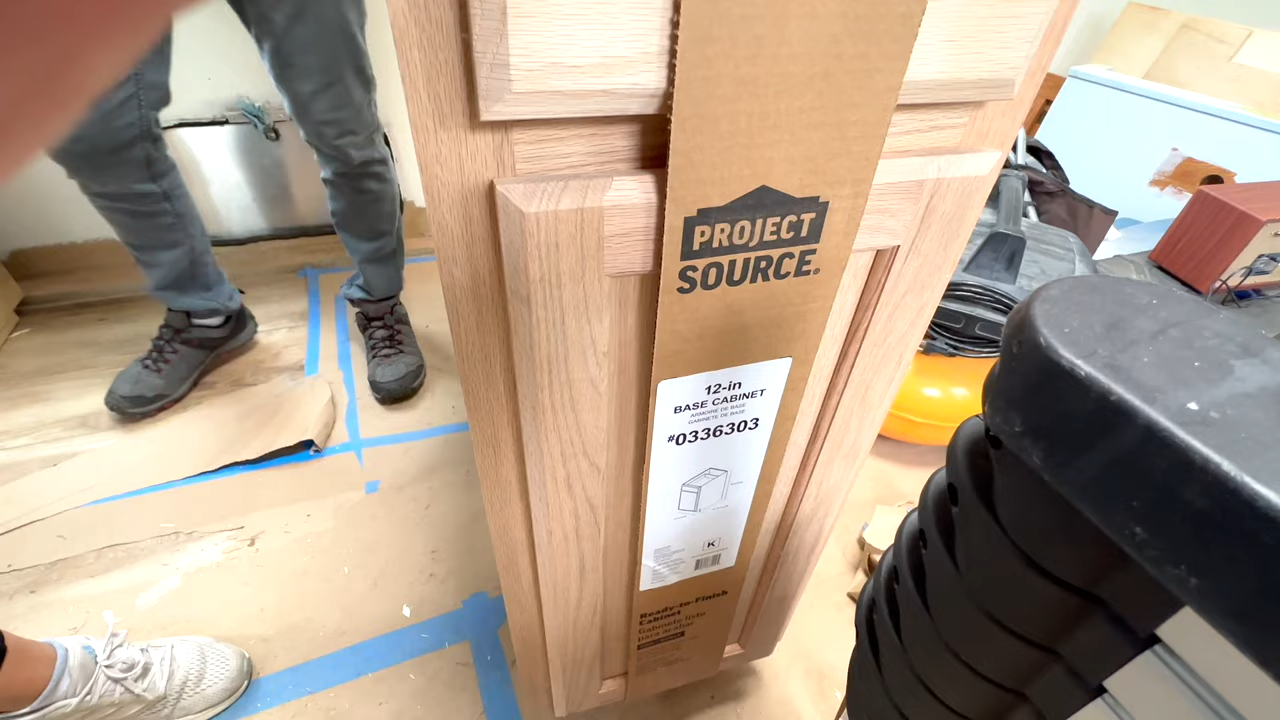 PROJECT
SOURCE®
12-in
BASE CABINET
ARMOIRE DE BASE
GABINETE DE BASE
#0336303
K
Ready-to-Finish
Cabinet
Gabinete listo
para acabar